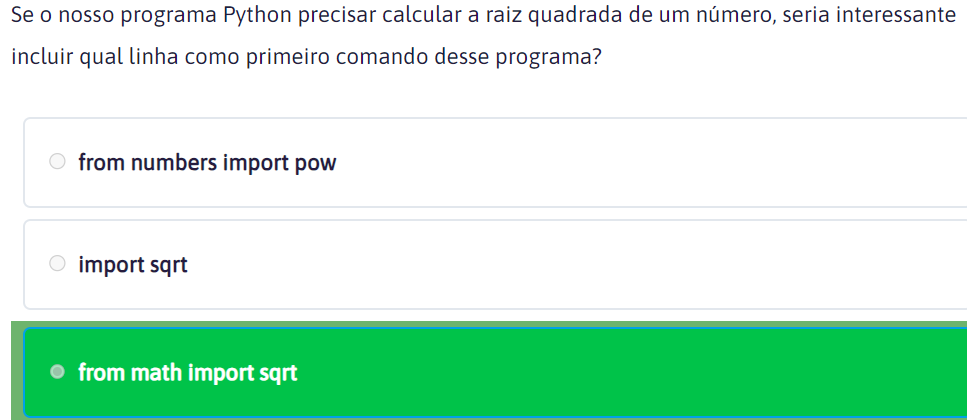 Se o nosso programa Python precisar calcular a raiz quadrada de um número, seria interessante
incluir qual linha como primeiro comando desse programa?
from numbers import pow
import sqrt
from math import sqrt